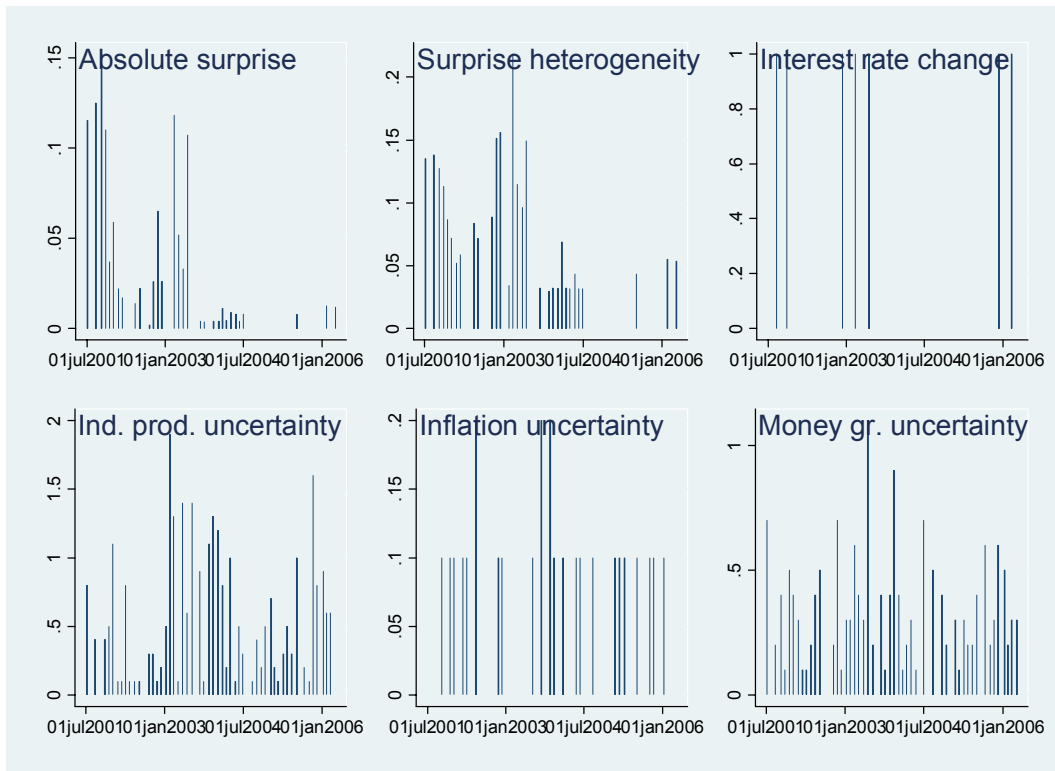 Absolute surprise
.15
.1
.05
0
01jul2001 01jan2003 01jul2004 01jan2006
Surprise heterogeneity
.2
.15
.1
.05
0
01jul2001 01jan2003 01jul2004 01jan2006
Interest rate change
1
.8
.6
.4
.2
0
01jul2001 01jan2003 01jul2004 01jan2006
Ind. prod. uncertainty
2
1.5
1
.5
0
01jul2001 01jan2003 01jul2004 01jan2006
Inflation uncertainty
.2
.15
.1
.05
0
01jul2001 01jan2003 01jul2004 01jan2006
Money gr. uncertainty
1
.5
0
01jul2001 01jan2003 01jul2004 01jan2006